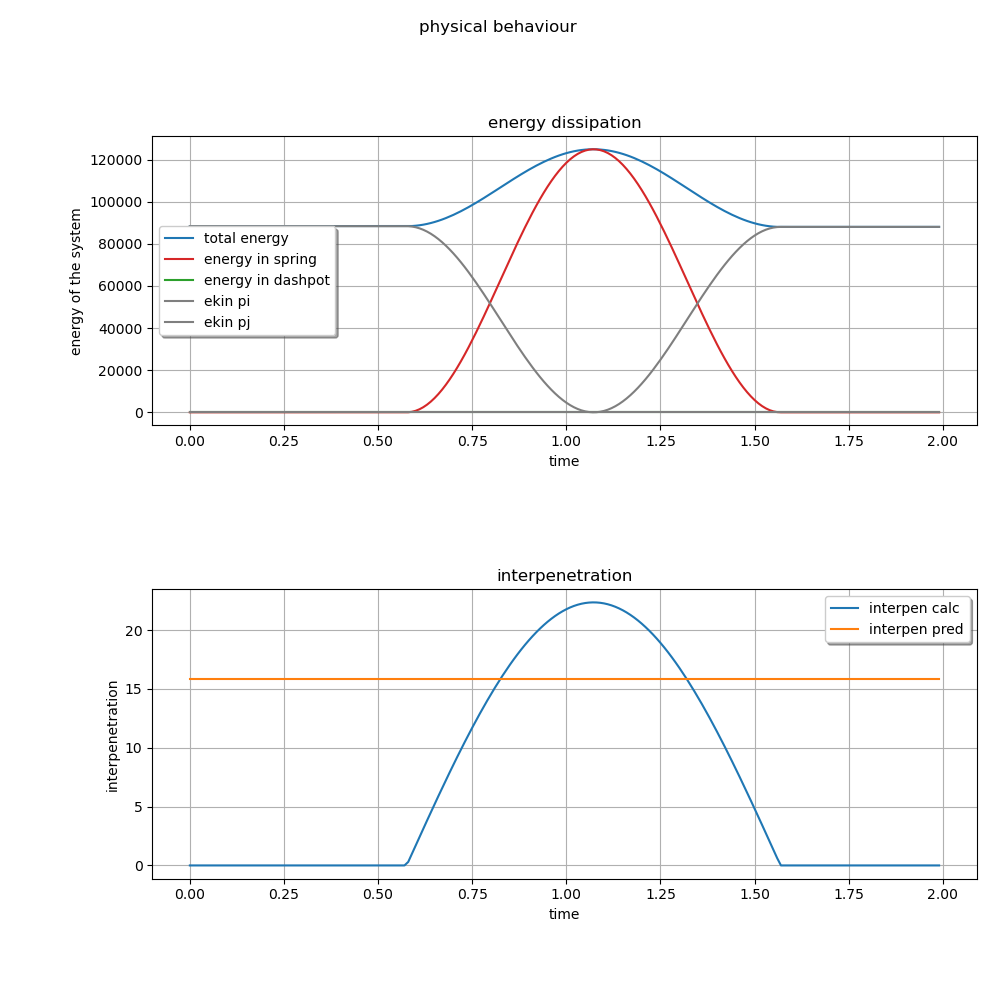 physical behaviour
energy dissipation
energy of the system
120000
100000
80000
60000
40000
20000
0
total energy
energy in spring
energy in dashpot
ekin pi
ekin pj
0.00 0.25 0.50 0.75 1.00 1.25 1.50 1.75 2.00
time
interpenetration
interpenetration
20
15
10
5
0
interpen calc
interpen pred
0.00 0.25 0.50 0.75 1.00 1.25 1.50 1.75 2.00
time